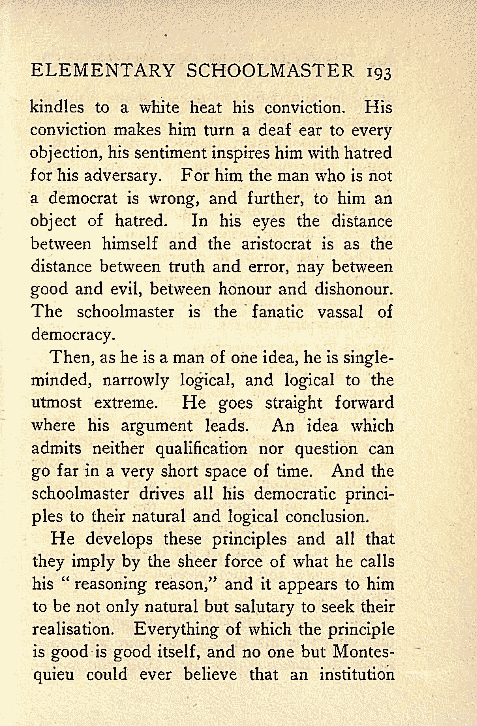 ELEMENTARY SCHOOLMASTER 193
kindles to a white heat his conviction. His
conviction makes him turn a deaf ear to every
objection, his sentiment inspires him with hatred
for his adversary. For him the man who is not
a democrat is wrong, and further, to him an
object of hatred. In his eyes the distance
between himself and the aristocrat is as the
distance between truth and error, nay between
good and evil, between honour and dishonour.
The schoolmaster is the fanatic vassal of
democracy.
Then, as he is a man of one idea, he is single-
minded, narrowly logical, and logical to the
utmost extreme. He goes straight forward
where his argument leads. An idea which
admits neither qualification nor question can
go far in a very short space of time. And the
schoolmaster drives all his democratic princi-
ples to their natural and logical conclusion.
He develops these principles and all that
they imply by the sheer force of what he calls
his “ reasoning reason,” and it appears to him
to be not only natural but salutary to seek their
realisation. Everything of which the principle
is good is good itself, and no one but Montes-
quieu could ever believe that an institution